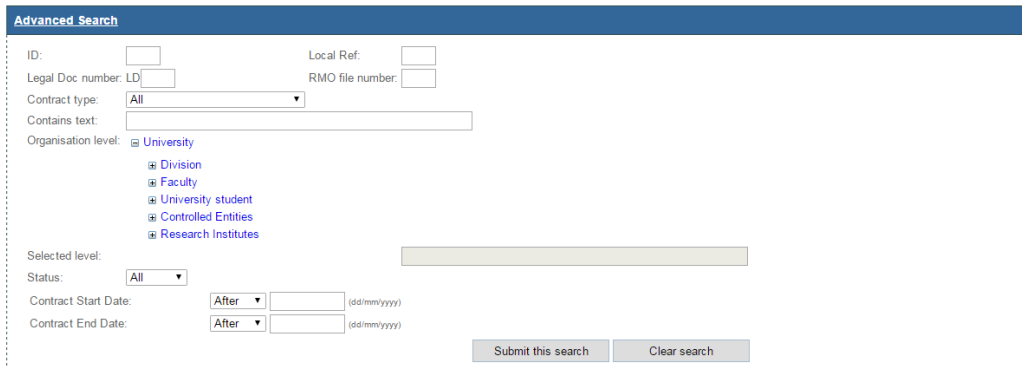 Advanced Search
ID: Local Ref:
Legal Doc number: LD RMO file number:
Contract type: All
Contains text:
Organisation level: University
Division
Faculty
University student
Controlled Entities
Research Institutes
Selected level:
Status: All
Contract Start Date: After (dd/mm/yyyy)
Contract End Date: After (dd/mm/yyyy)
Submit this search Clear search